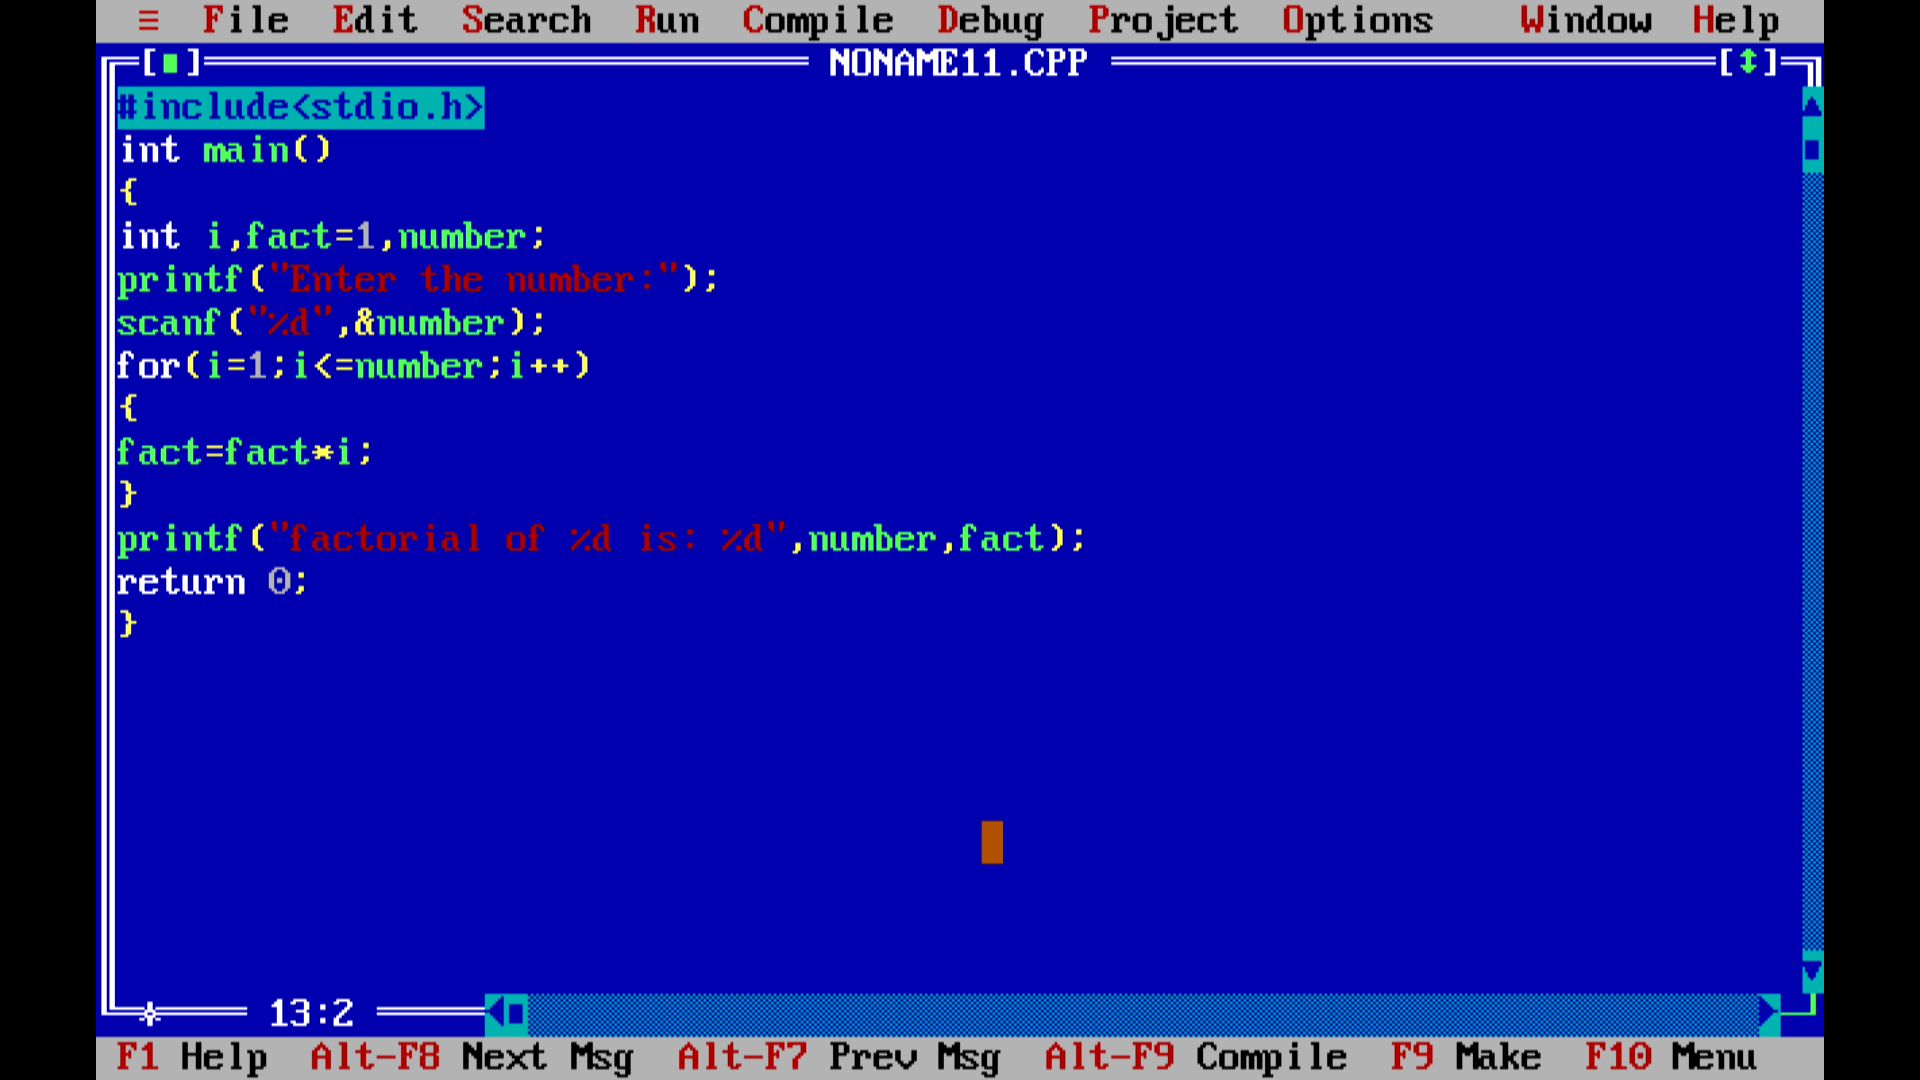 ≡ File Edit Search Run Compile Debug Project Options Window Help
[■] NONAME11.CPP [↕]
#include<stdio.h>
int main()
{
int i,fact=1,number;
printf("Enter the number:");
scanf("%d",&number);
for(i=1;i<=number;i++)
{
fact=fact*i;
}
printf("factorial of %d is: %d",number,fact);
return 0;
}
13:2
F1 Help Alt-F8 Next Msg Alt-F7 Prev Msg Alt-F9 Compile F9 Make F10 Menu